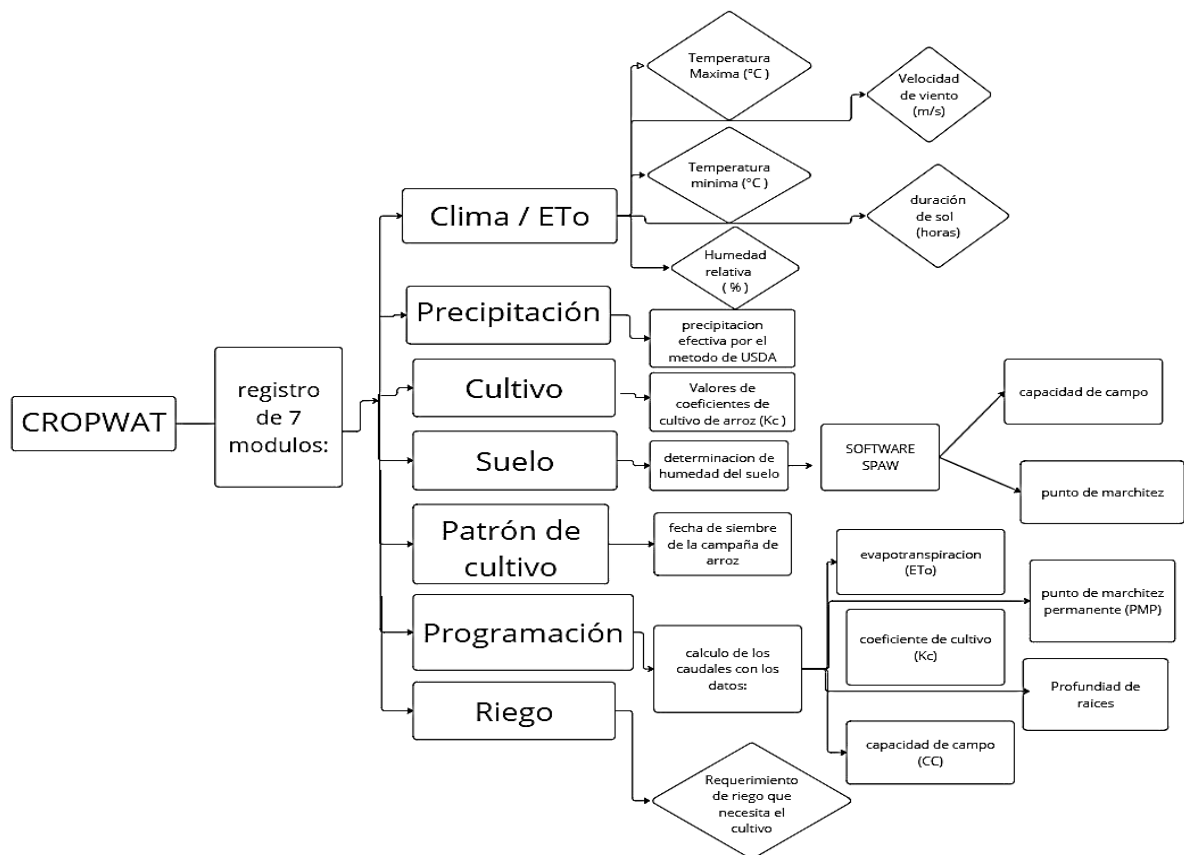 CROPWAT
registro
de 7
modulos:
Clima / ETo
Temperatura
Maxima (°C )
Velocidad
de viento
(m/s)
Temperatura
minima (°C )
duración
de sol
(horas)
Humedad
relativa
( % )
Precipitación
precipitacion
efectiva por el
metodo de USDA
Cultivo
Valores de
coeficientes de
cultivo de arroz (Kc )
Suelo
determinacion de
humedad del suelo
SOFTWARE
SPAW
capacidad de campo
punto de marchitez
Patrón de
cultivo
fecha de siembre
de la campaña de
arroz
Programación
calculo de los
caudales con los
datos:
evapotranspiracion
(ETo)
punto de marchitez
permanente (PMP)
coeficiente de cultivo
(Kc)
Profundiad de
raices
capacidad de campo
(CC)
Riego
Requerimiento
de riego que
necesita el
cultivo